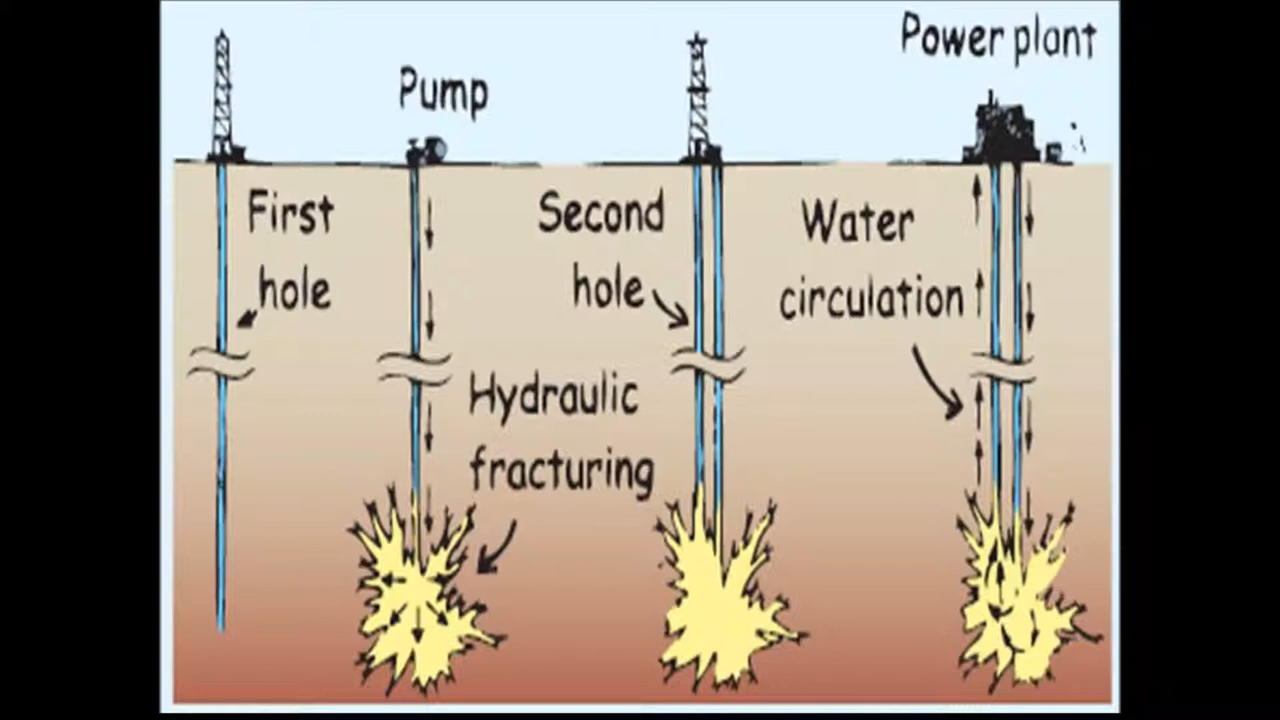 Power plant
Pump
First
hole
Second
hole
Water
circulation
Hydraulic
fracturing